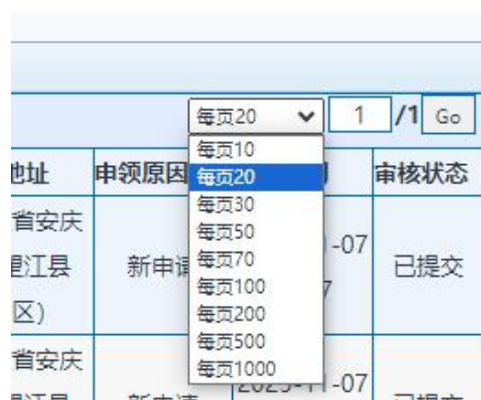 每页20 1 /1 Go
每页10
每页20
每页30
每页50
每页70
每页100
每页200
每页500
每页1000
地址 申领原因 审核状态
省安庆
望江县
区)
新申请
-07
已提交
省安庆
-07